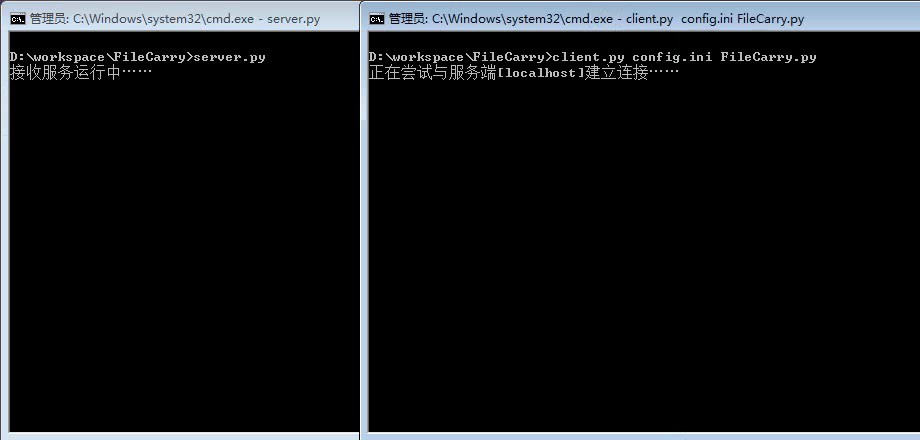 管理员: C:\Windows\system32\cmd.exe - server.py
D:\workspace\FileCarry>server.py
接收服务运行中……
管理员: C:\Windows\system32\cmd.exe - client.py  config.ini FileCarry.py
D:\workspace\FileCarry>client.py config.ini FileCarry.py
正在尝试与服务端[localhost]建立连接……